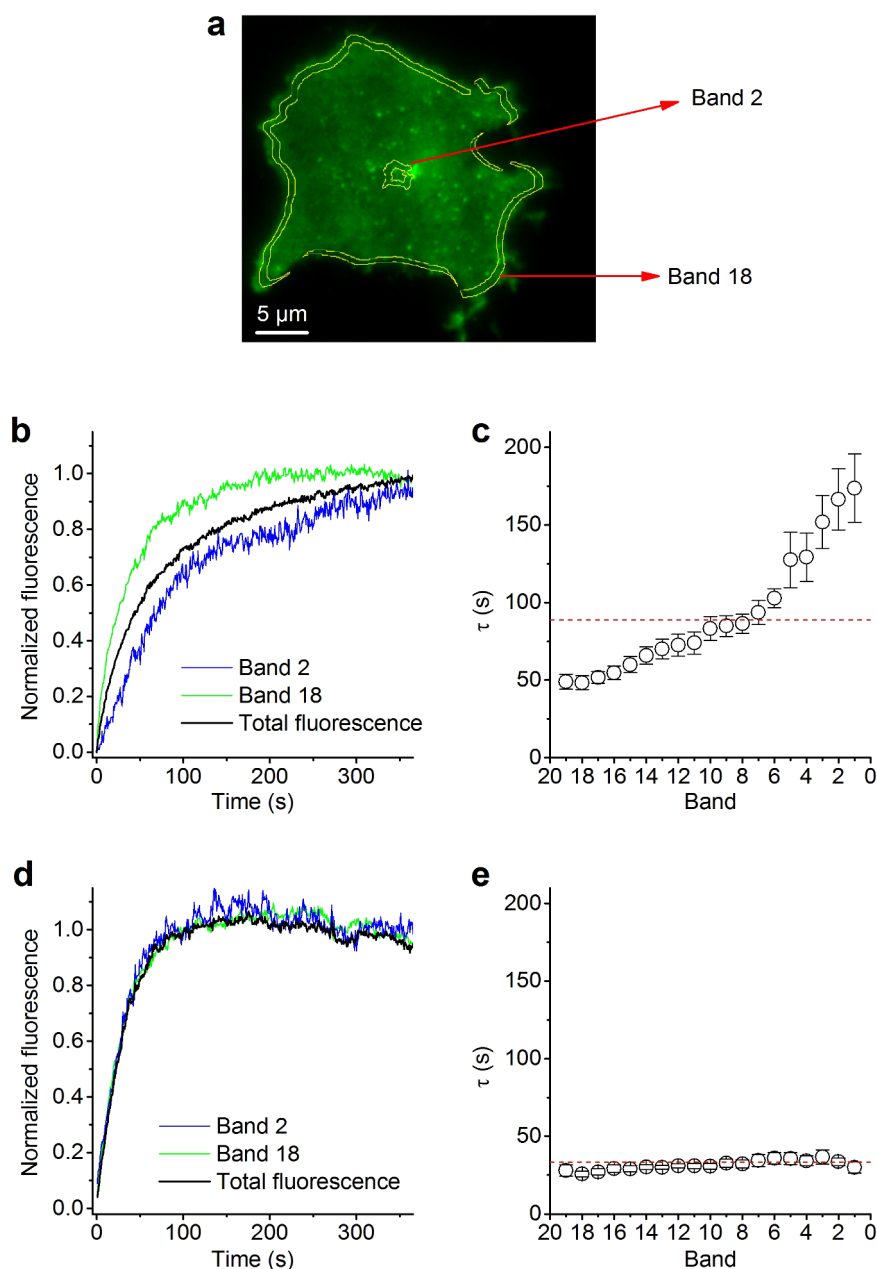 a
Band 2
Band 18
5 µm
b
Normalized fluorescence
1.0
0.8
0.6
0.4
0.2
0.0
Band 2
Band 18
Total fluorescence
0 100 200 300
Time (s)
c
τ (s)
200
150
100
50
0
20 18 16 14 12 10 8 6 4 2 0
Band
d
Normalized fluorescence
1.0
0.8
0.6
0.4
0.2
0.0
Band 2
Band 18
Total fluorescence
0 100 200 300
Time (s)
e
τ (s)
200
150
100
50
0
20 18 16 14 12 10 8 6 4 2 0
Band